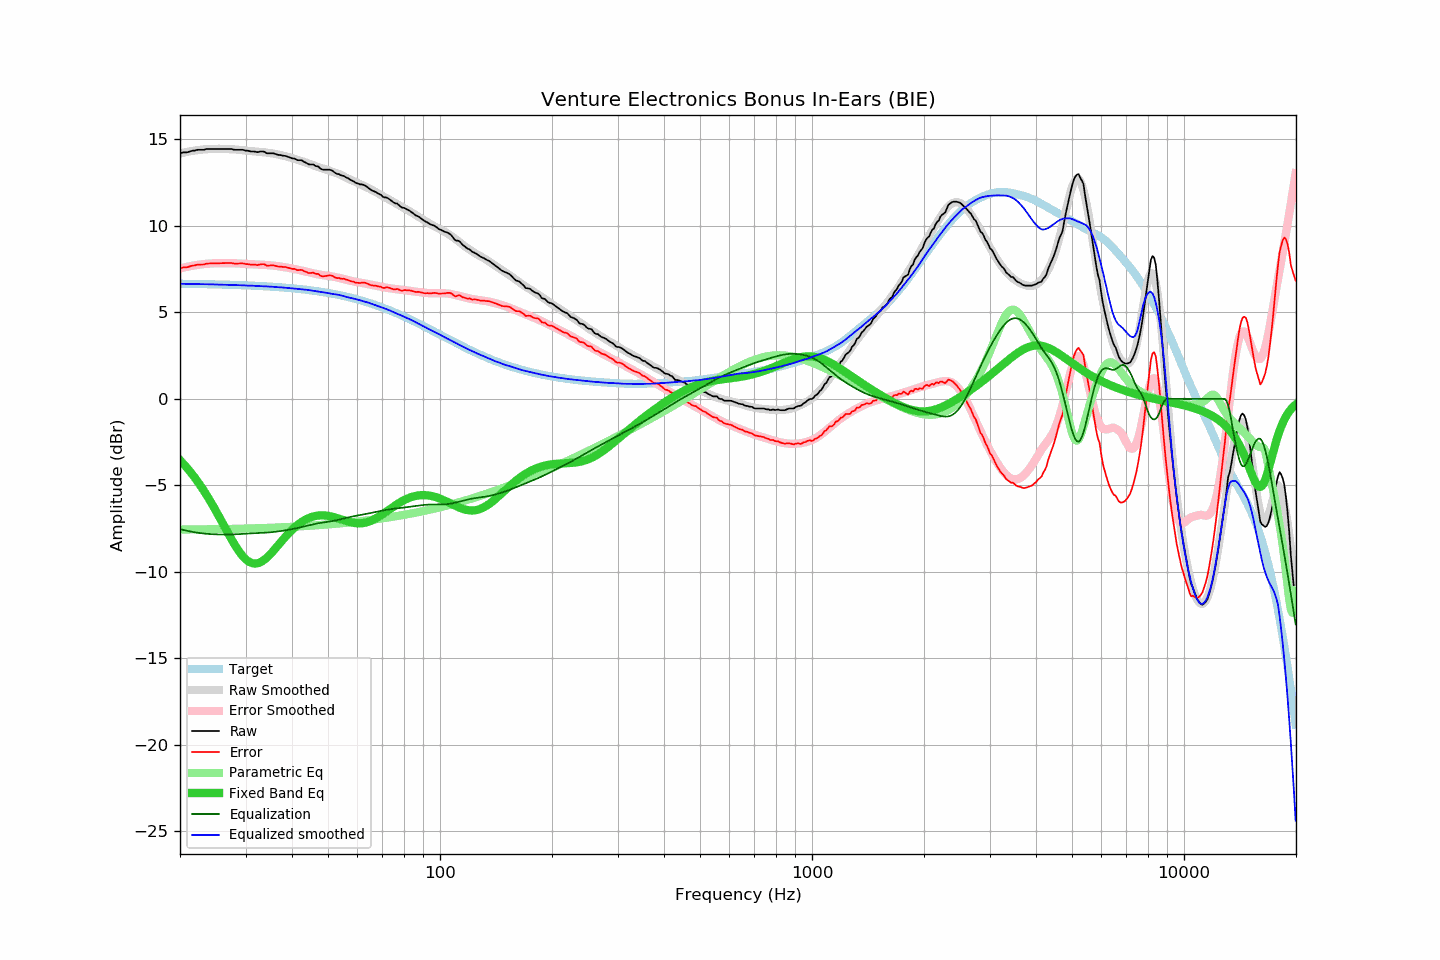 Venture Electronics Bonus In-Ears (BIE)
15
10
5
0
−5
−10
−15
−20
−25
Amplitude (dBr)
Target
Raw Smoothed
Error Smoothed
Raw
Error
Parametric Eq
Fixed Band Eq
Equalization
Equalized smoothed
100
1000
10000
Frequency (Hz)